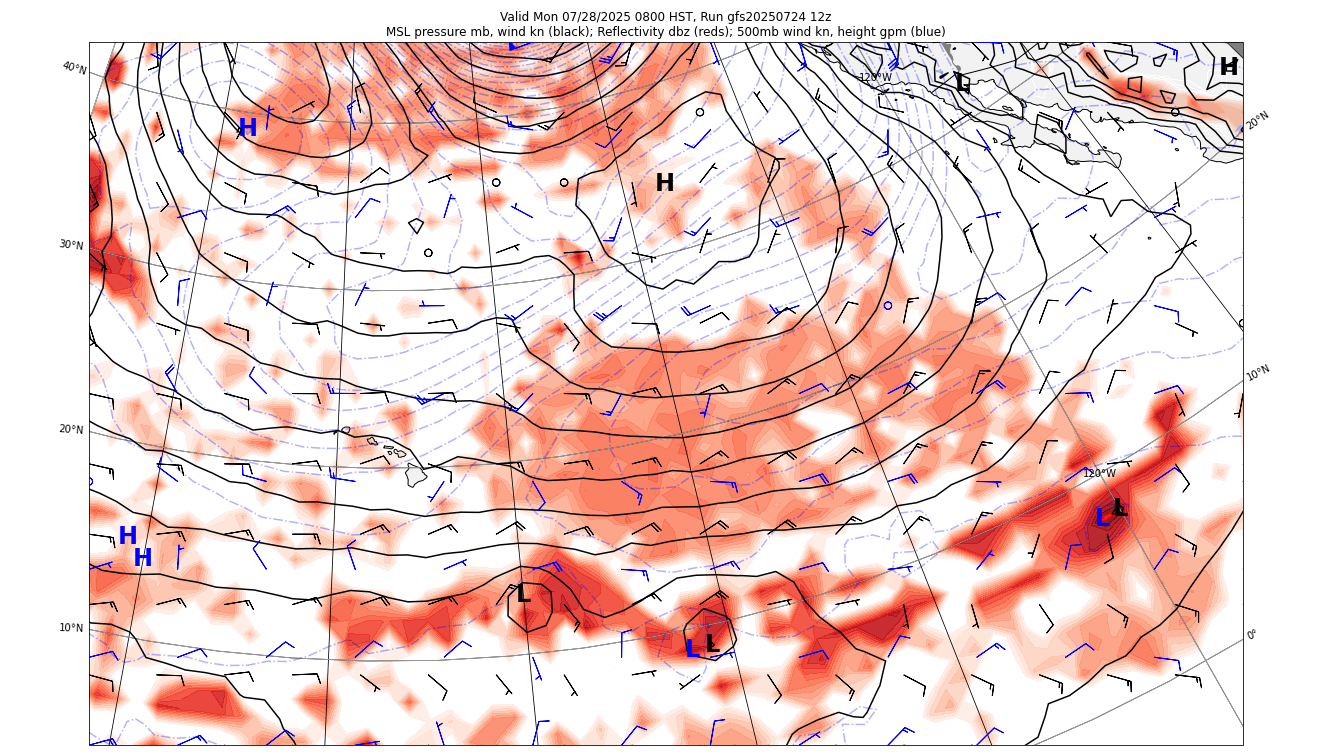 Valid Mon 07/28/2025 0800 HST, Run gfs20250724 12z
MSL pressure mb, wind kn (black); Reflectivity dbz (reds); 500mb wind kn, height gpm (blue)
40°N
120°W
L
H
20°N
H
H
30°N
10°N
20°N
120°W
L
L
H
H
L
10°N
L
L
0°